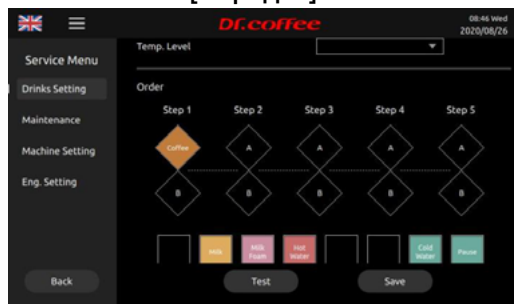 Dr.coffee
08:46 Wed
2020/08/26
Service Menu
Temp. Level
Drinks Setting
Order
Maintenance
Step 1 Step 2 Step 3 Step 4 Step 5
Machine Setting
Coffee A A A A
Eng. Setting
B B B B B
Milk Milk Foam Hot Water Cold Water Pause
Back Test Save